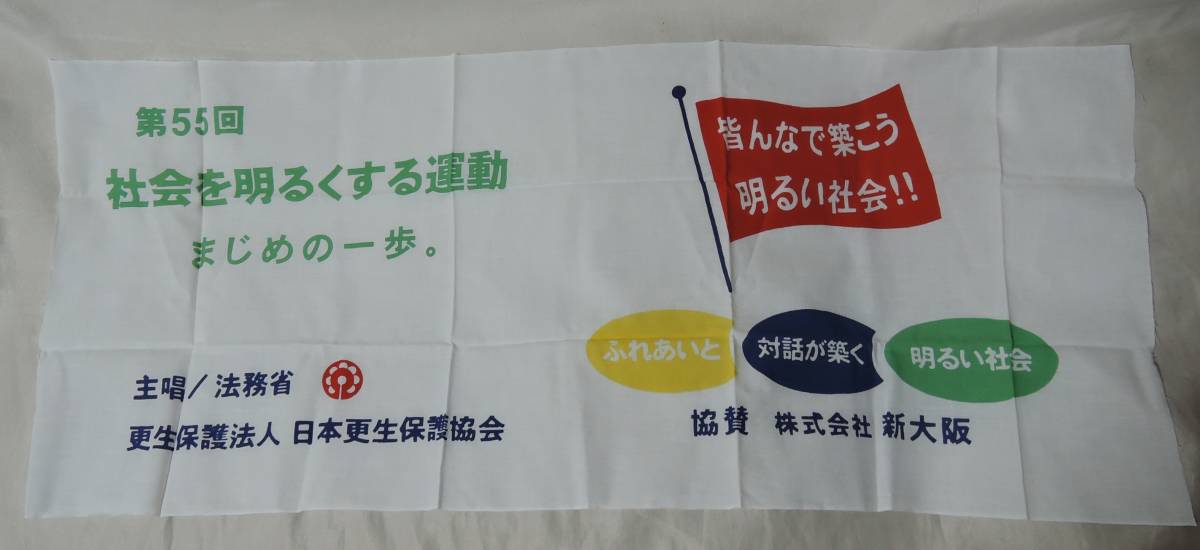 第55回
社会を明るくする運動
まじめの一歩。
主唱/法務省
更生保護法人 日本更生保護協会
皆んなで築こう
明るい社会!!
ふれあいと
対話が築く
明るい社会
協賛 株式会社 新大阪